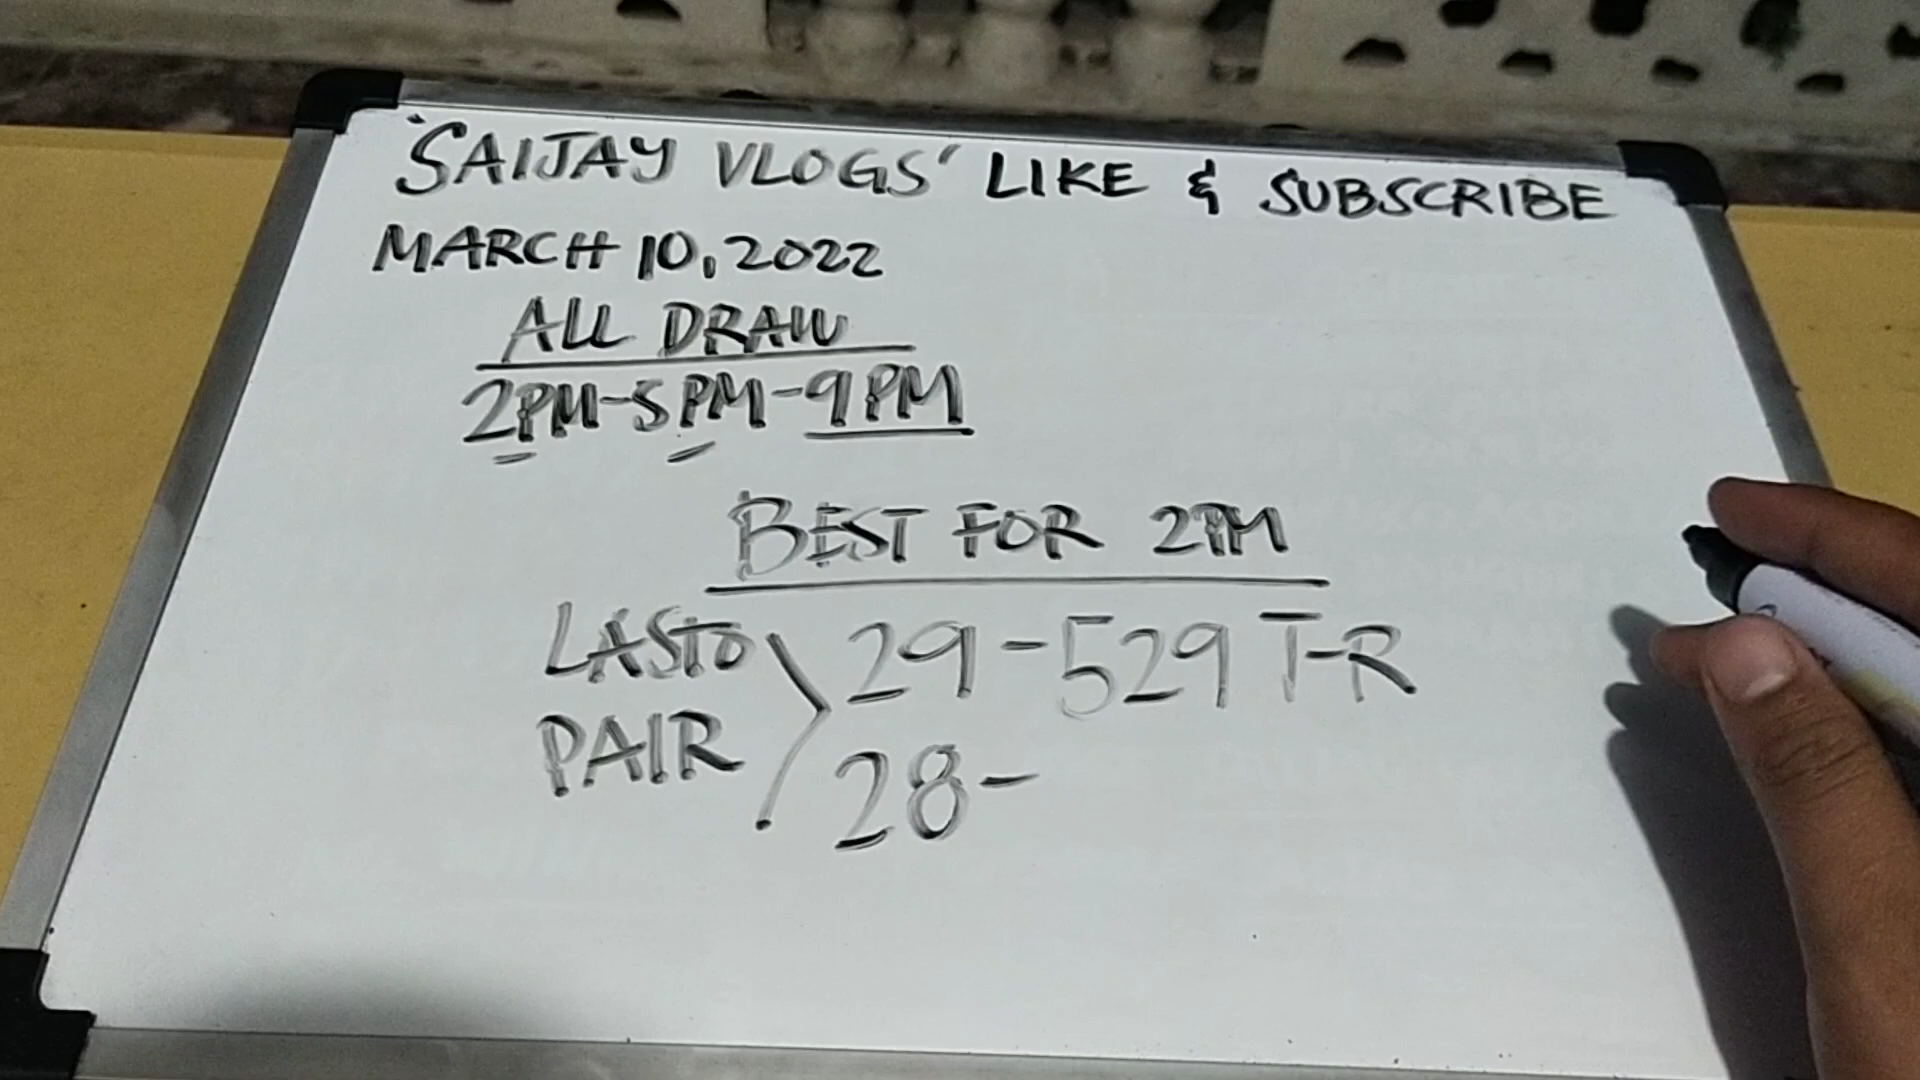 'SAIJAY VLOGS' LIKE & SUBSCRIBE
MARCH 10, 2022
ALL DRAW
2PM-5PM-9PM
BEST FOR 2PM
LASTO 29-529 T-R
PAIR 28-